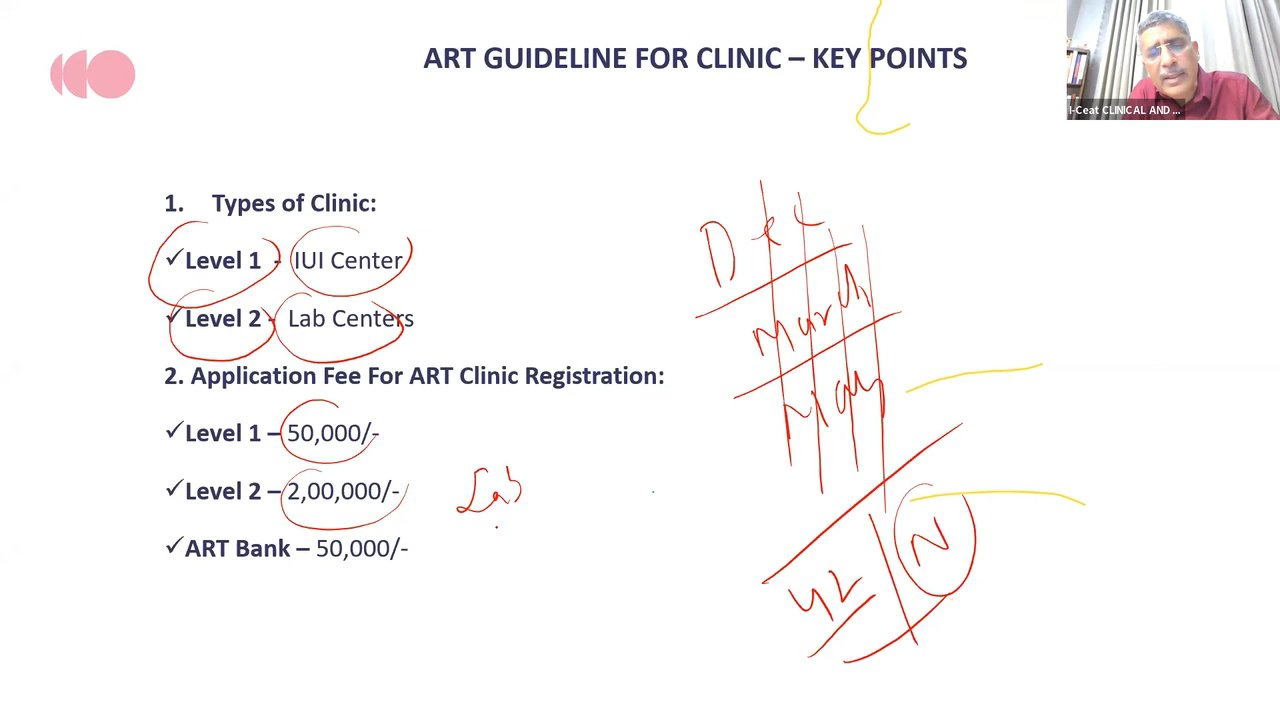 ART GUIDELINE FOR CLINIC – KEY POINTS
I-Ceat CLINICAL AND ...
1. Types of Clinic:
✓Level 1 - IUI Center
✓Level 2 - Lab Centers
2. Application Fee For ART Clinic Registration:
✓Level 1 – 50,000/-
✓Level 2 – 2,00,000/-
✓ART Bank – 50,000/-
Lab
Dec
March
May
42
N